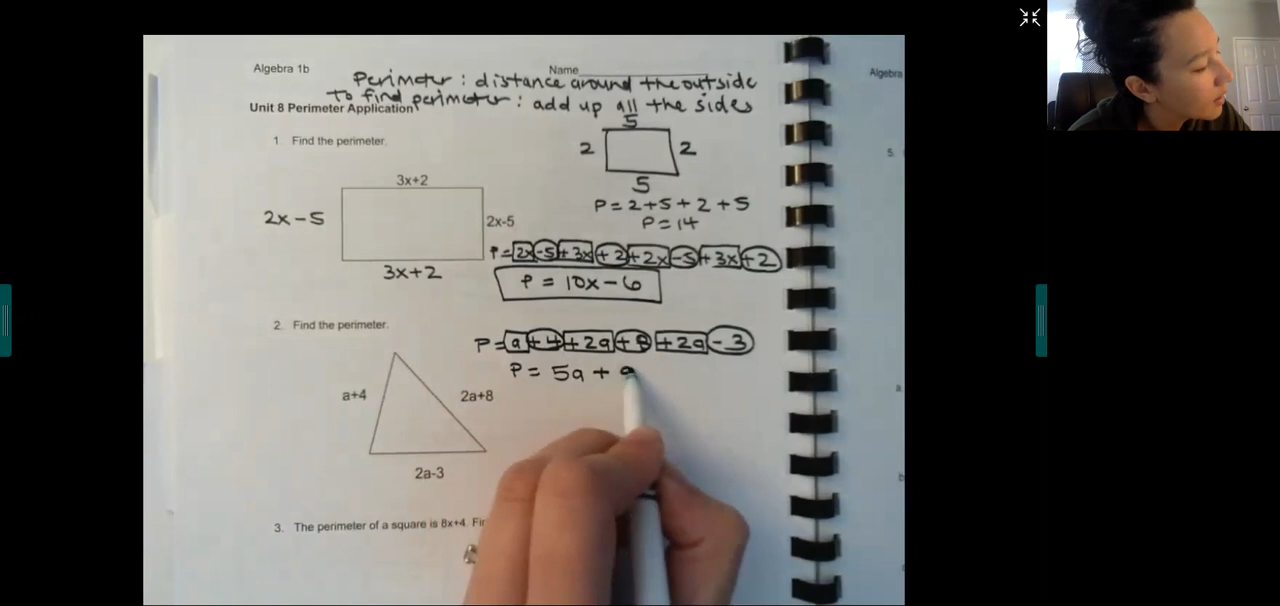 Algebra 1b Name
Perimeter : distance around the outside
to find perimeter : add up all the sides
Unit 8 Perimeter Application
1. Find the perimeter.
5
2
2
5
P = 2+5+2+5
P = 14
3x+2
2x-5
2x-5
3x+2
P = 2x-5+3x+2+2x-5+3x+2
P = 10x-6
2. Find the perimeter.
P = a+4+2a+8+2a-3
P = 5a + 9
a+4
2a+8
2a-3
3. The perimeter of a square is 8x+4.
Algebra
5.
a
b